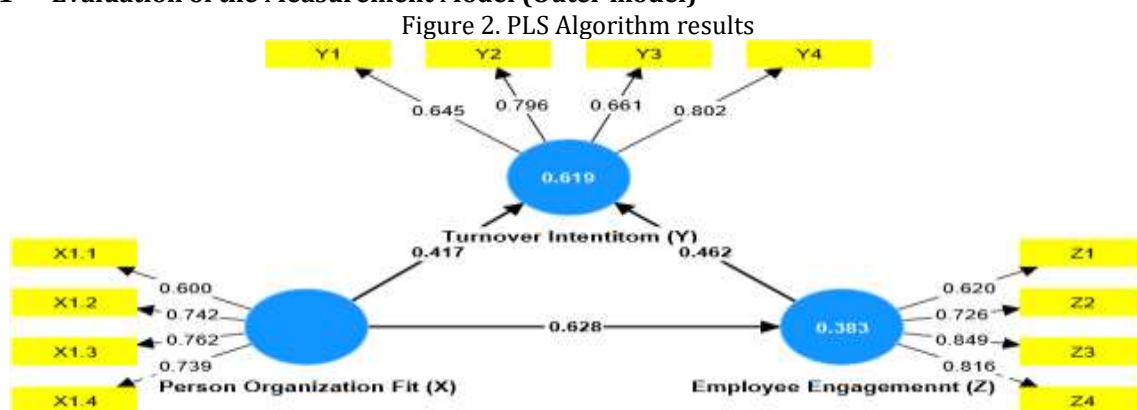 1 Evaluation of the Measurement Model (Outer model)
Figure 2. PLS Algorithm results
Y1 Y2 Y3 Y4
0.645 0.796 0.661 0.802
0.619
Turnover Intentitom (Y)
0.417 0.462
X1.1
X1.2
X1.3
X1.4
0.600
0.742
0.762
0.739
0.628
0.383
Person Organization Fit (X)
Employee Engagemennt (Z)
0.620
0.726
0.849
0.816
Z1
Z2
Z3
Z4